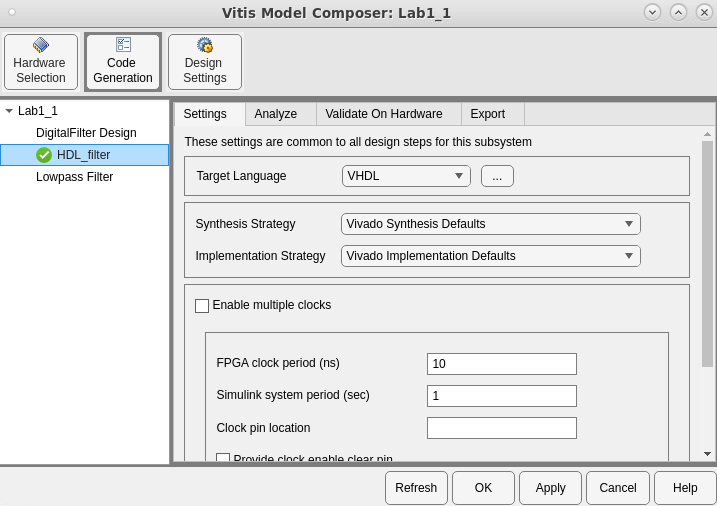 Vitis Model Composer: Lab1_1
Hardware
Selection
Code
Generation
Design
Settings
Lab1_1
DigitalFilter Design
HDL_filter
Lowpass Filter
Settings
Analyze
Validate On Hardware
Export
These settings are common to all design steps for this subsystem
Target Language
VHDL
...
Synthesis Strategy
Vivado Synthesis Defaults
Implementation Strategy
Vivado Implementation Defaults
Enable multiple clocks
FPGA clock period (ns)
10
Simulink system period (sec)
1
Clock pin location
Provide clock enable clear pin
Refresh
OK
Apply
Cancel
Help